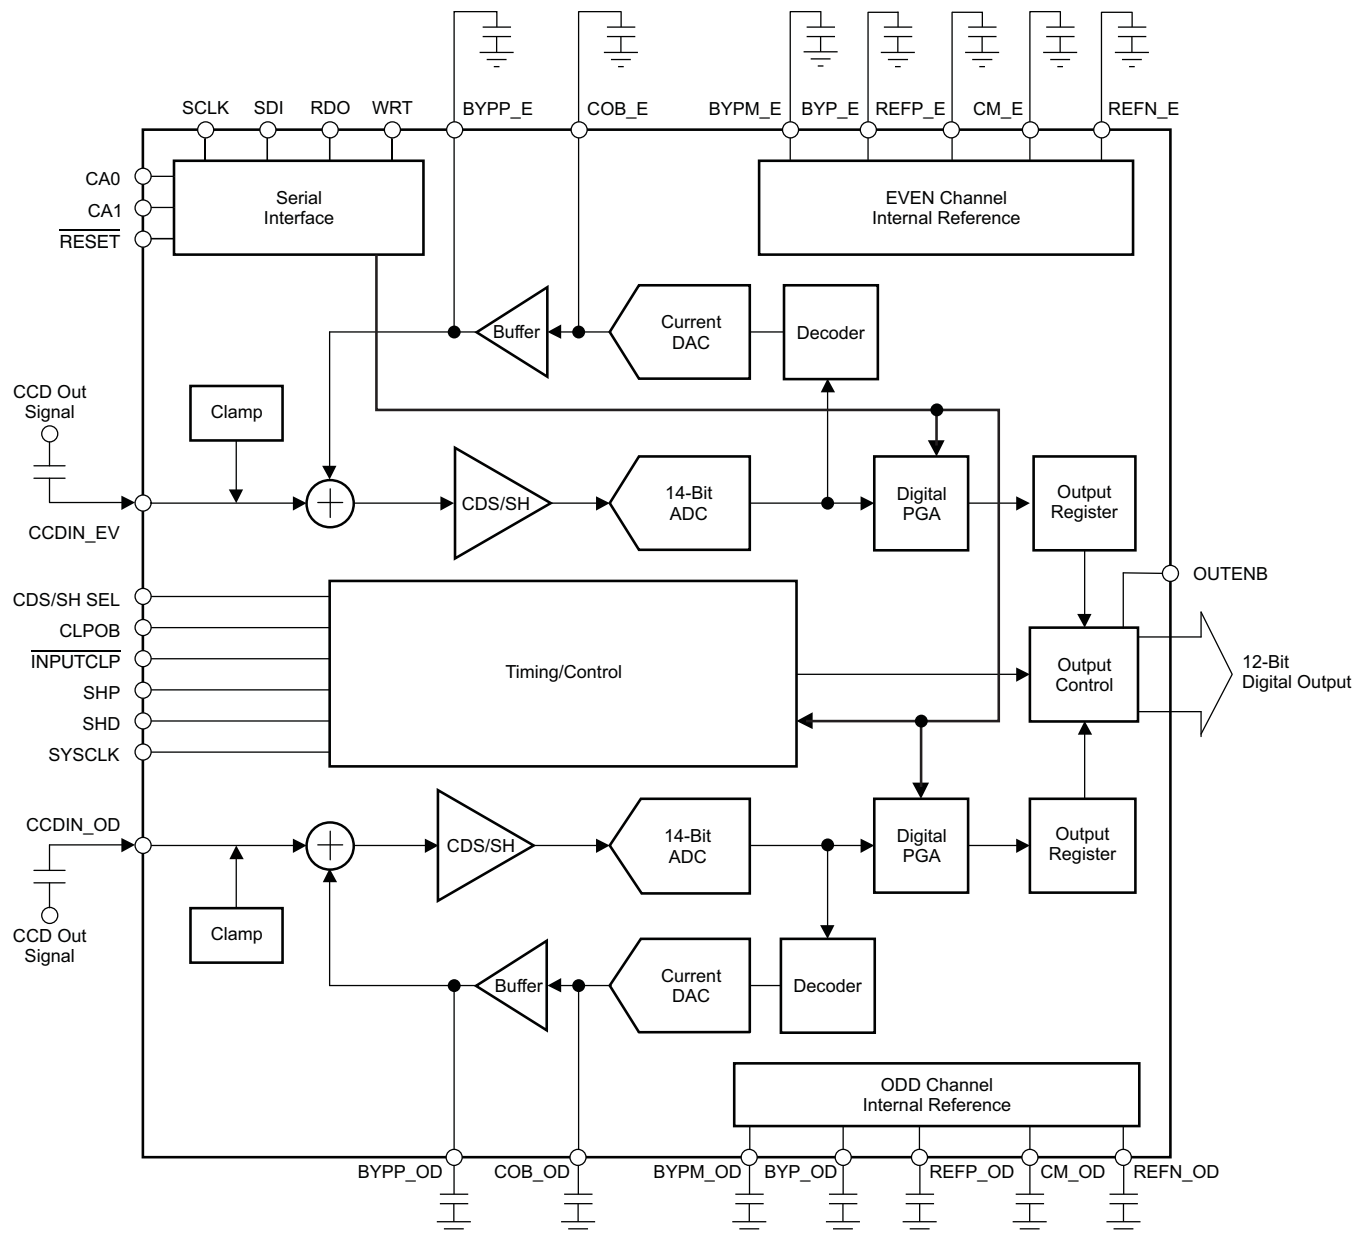 SCLK SDI RDO WRT BYPP_E COB_E BYPM_E BYP_E REFP_E CM_E REFN_E
CA0
CA1
RESET
Serial
Interface
EVEN Channel
Internal Reference
Buffer
Current
DAC
Decoder
CCD Out
Signal
Clamp
CCDIN_EV
CDS/SH
14-Bit
ADC
Digital
PGA
Output
Register
OUTENB
CDS/SH SEL
CLPOB
INPUTCLP
SHP
SHD
SYSCLK
Timing/Control
Output
Control
12-Bit
Digital Output
CCDIN_OD
CDS/SH
14-Bit
ADC
Digital
PGA
Output
Register
CCD Out
Signal
Clamp
Buffer
Current
DAC
Decoder
ODD Channel
Internal Reference
BYPP_OD COB_OD BYPM_OD BYP_OD REFP_OD CM_OD REFN_OD